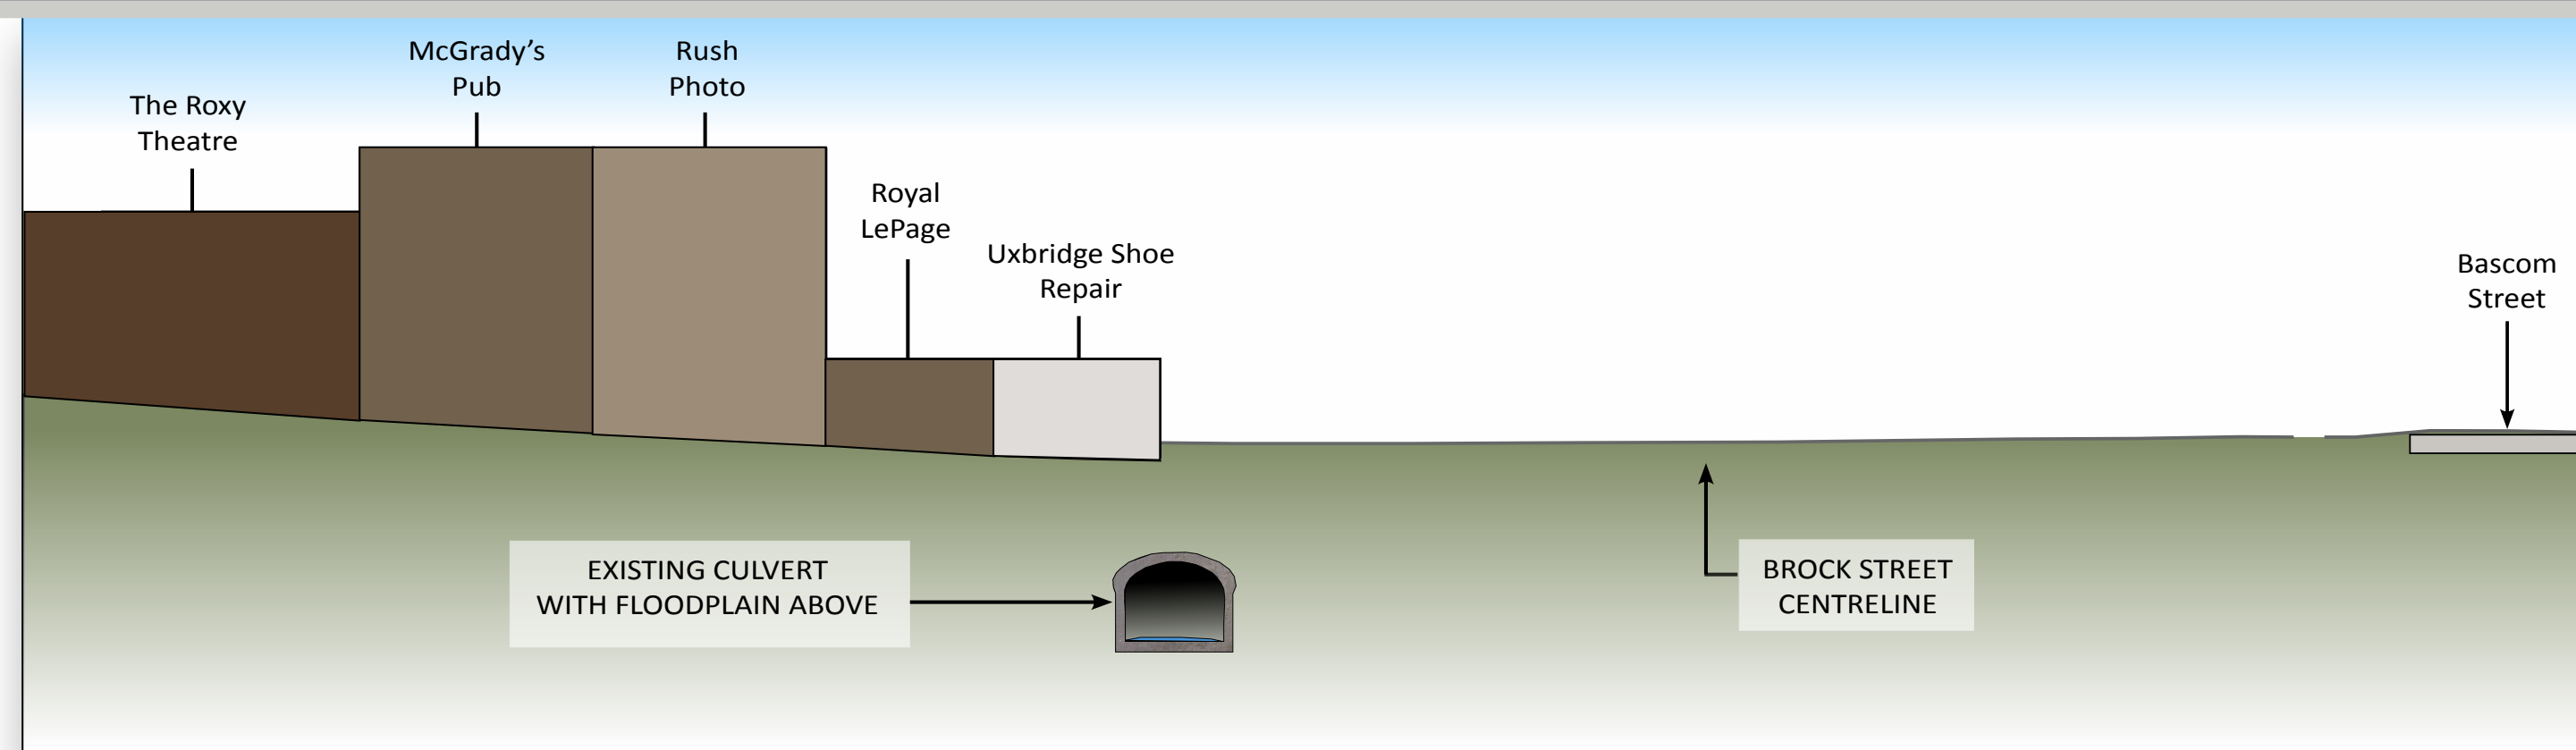 The Roxy
Theatre
McGrady’s
Pub
Rush
Photo
Royal
LePage
Uxbridge Shoe
Repair
Bascom
Street
EXISTING CULVERT
WITH FLOODPLAIN ABOVE
BROCK STREET
CENTRELINE